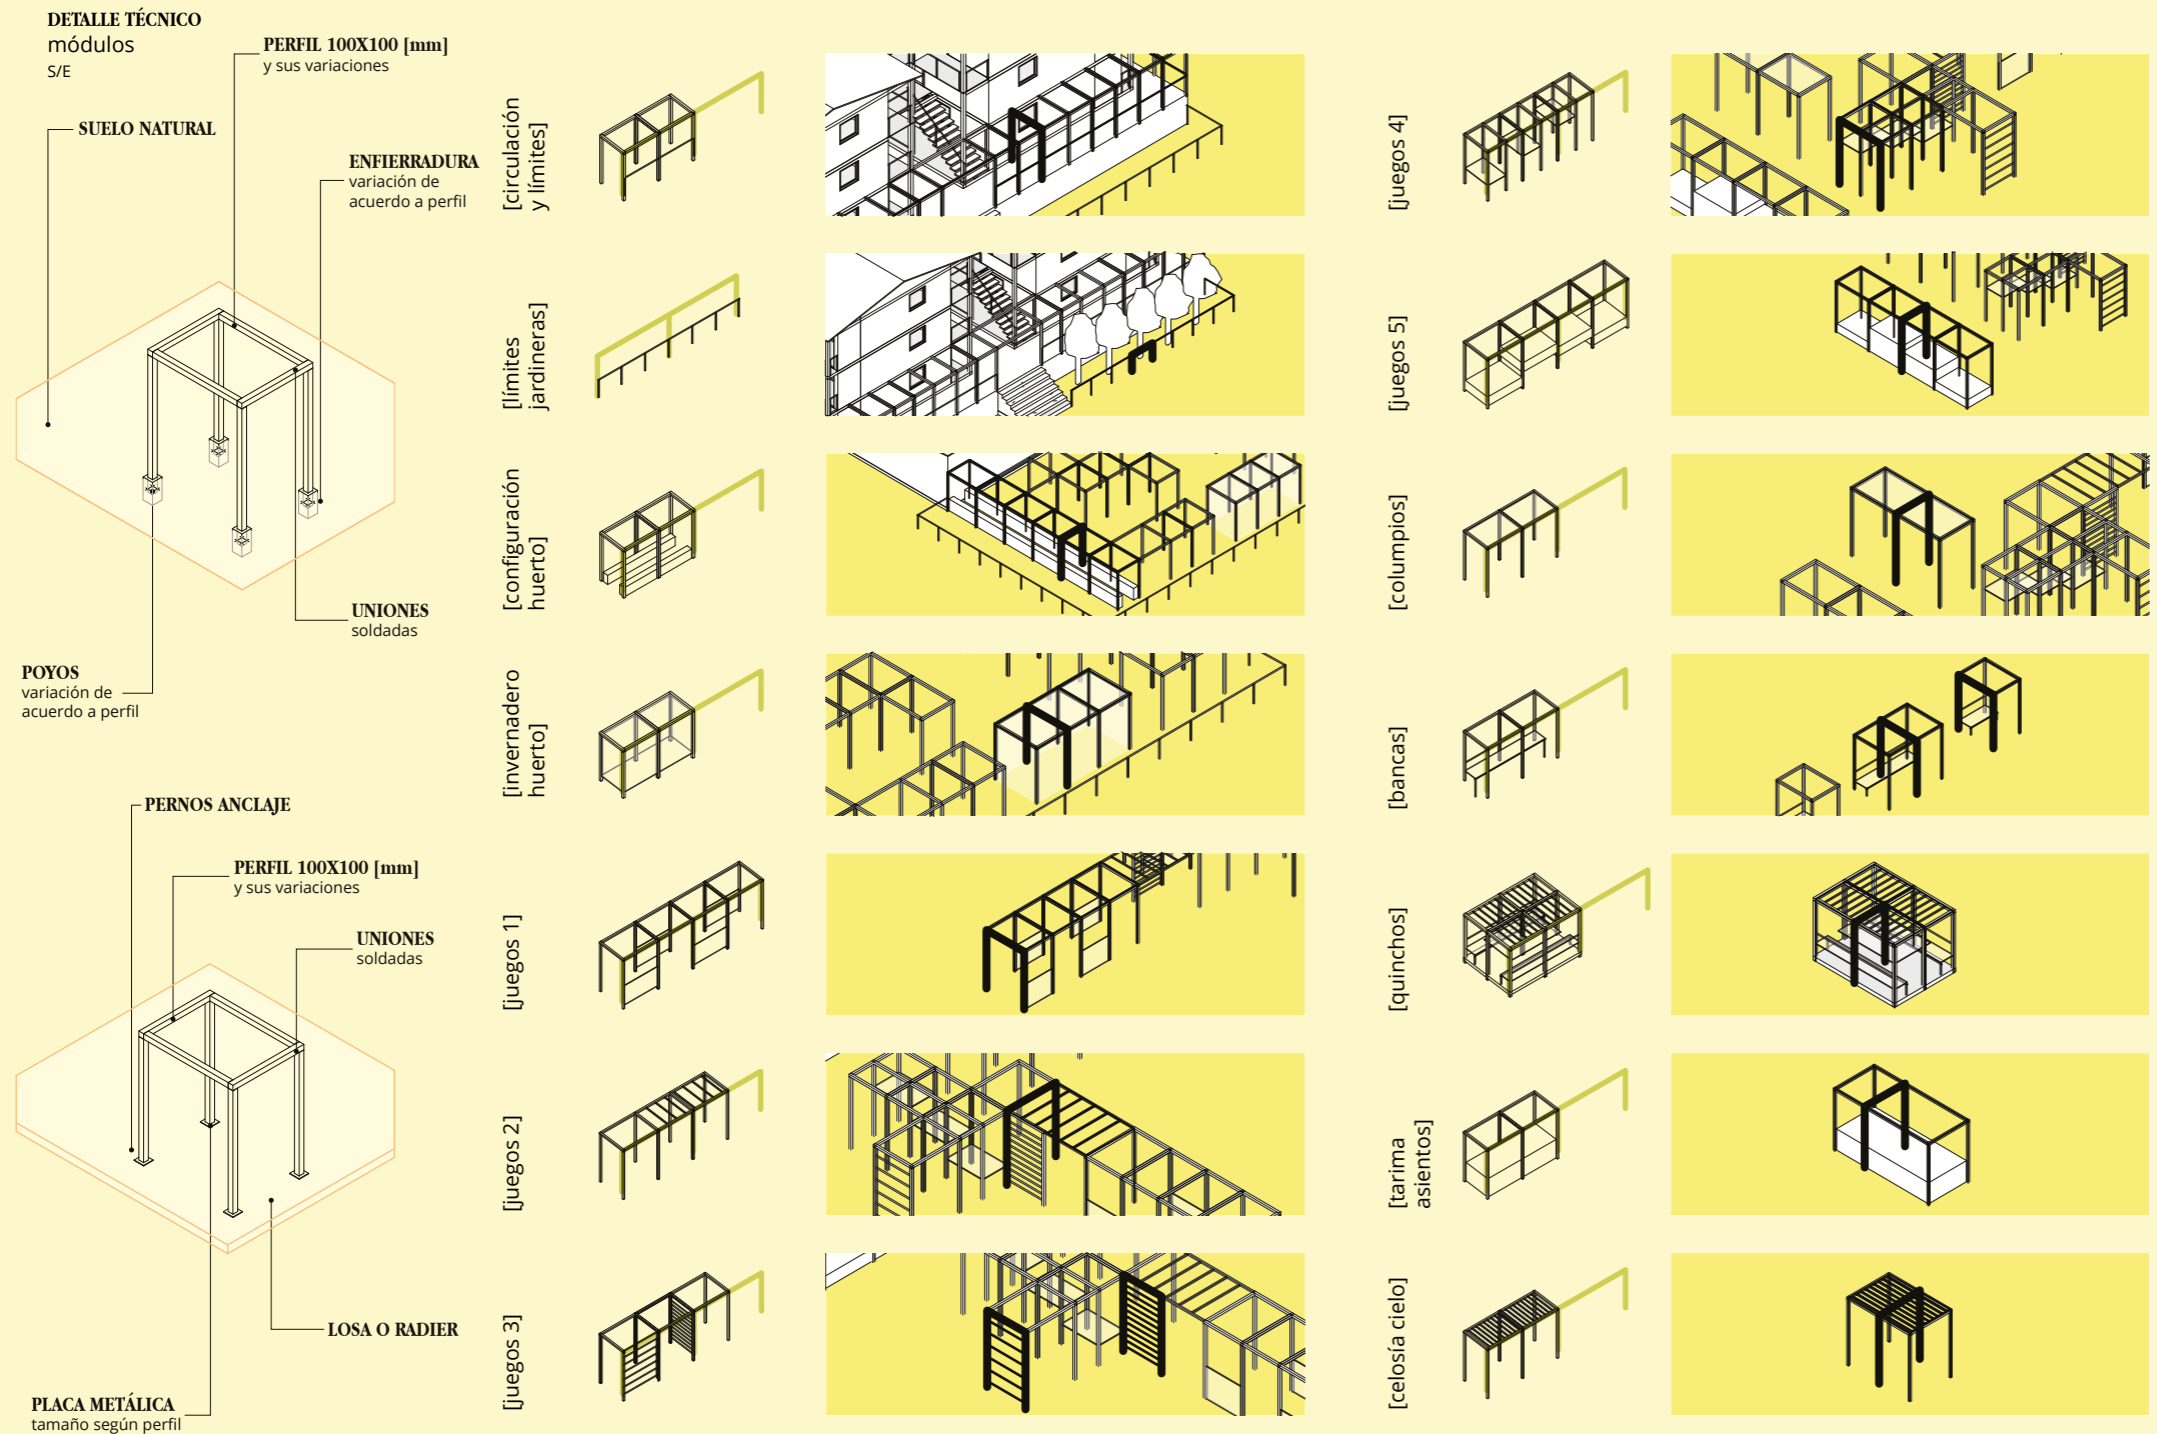 DETALLE TÉCNICO
módulos
S/E
PERFIL 100X100 [mm]
y sus variaciones
SUELO NATURAL
ENFIERRADURA
variación de
acuerdo a perfil
UNIONES
soldadas
POYOS
variación de
acuerdo a perfil
PERNOS ANCLAJE
PERFIL 100X100 [mm]
y sus variaciones
UNIONES
soldadas
LOSA O RADIER
PLACA METÁLICA
tamaño según perfil
[circulación
y límites]
[límites
jardineras]
[configuración
huerto]
[invernadero
huerto]
[juegos 1]
[juegos 2]
[juegos 3]
[juegos 4]
[juegos 5]
[columpios]
[bancas]
[quinchos]
[tarima
asientos]
[celosía cielo]